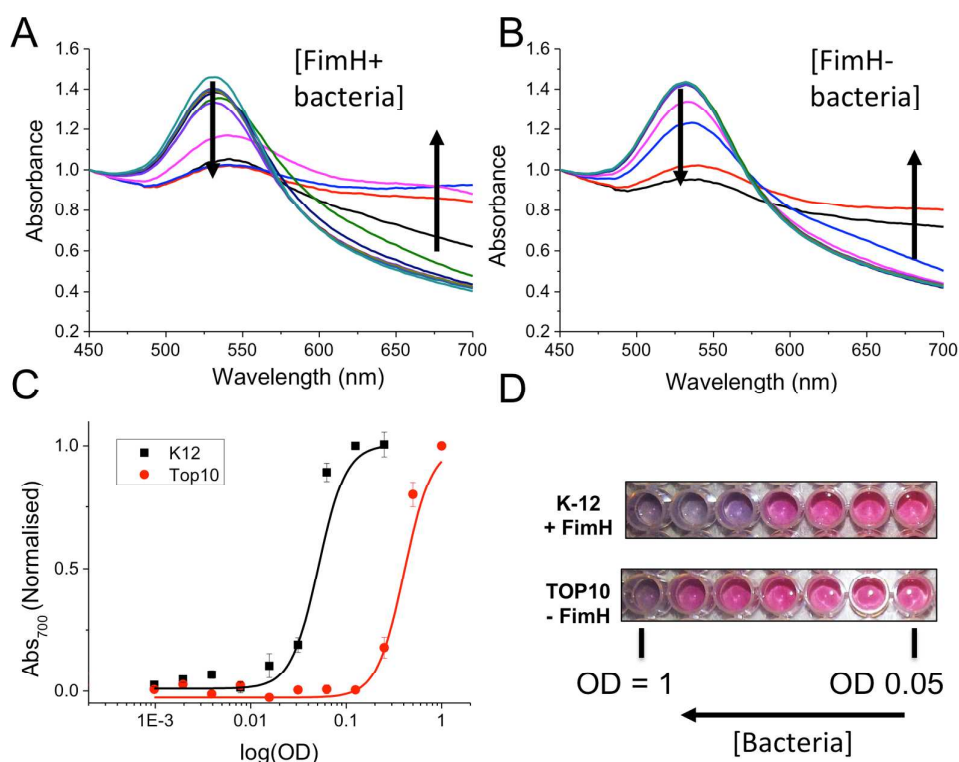 A
[FimH+
bacteria]
Absorbance
1.6
1.4
1.2
1.0
0.8
0.6
0.4
0.2
450 500 550 600 650 700
Wavelength (nm)
B
[FimH-
bacteria]
Absorbance
1.6
1.4
1.2
1.0
0.8
0.6
0.4
0.2
450 500 550 600 650 700
Wavelength (nm)
C
K12
Top10
Abs700 (Normalised)
1.0
0.5
0.0
1E-3 0.01 0.1 1
log(OD)
D
K-12
+ FimH
TOP10
- FimH
OD = 1 OD 0.05
[Bacteria]